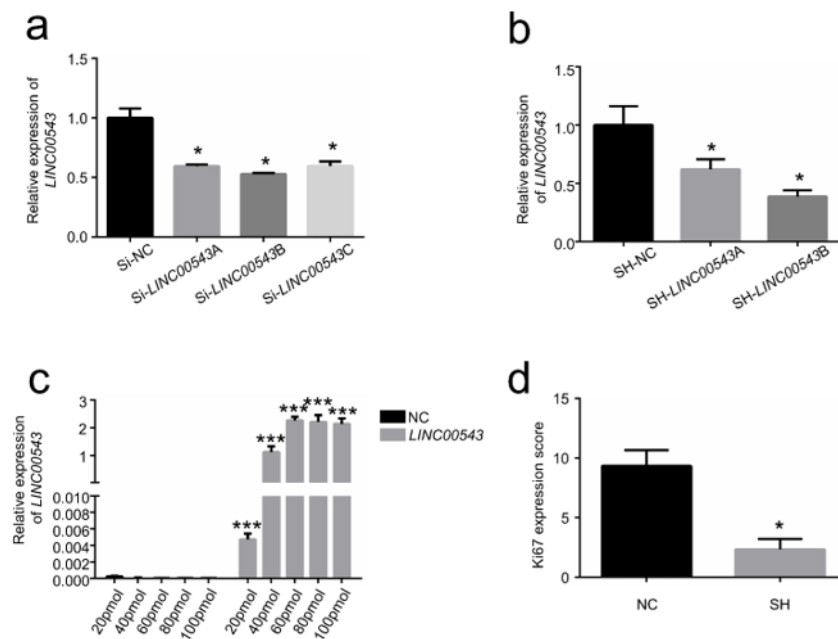 a
Relative expression of
LINC00543
1.5
1.0
0.5
0.0
*
*
*
Si-NC
Si-LINC00543A
Si-LINC00543B
Si-LINC00543C
b
Relative expression
of LINC00543
1.5
1.0
0.5
0.0
*
*
SH-NC
SH-LINC00543A
SH-LINC00543B
c
Relative expression
of LINC00543
3
2
1
0.010
0.008
0.006
0.004
0.002
0.000
***
***
***
***
***
20pmol
40pmol
60pmol
80pmol
100pmol
20pmol
40pmol
60pmol
80pmol
100pmol
NC
LINC00543
d
Ki67 expression score
15
10
5
0
*
NC
SH